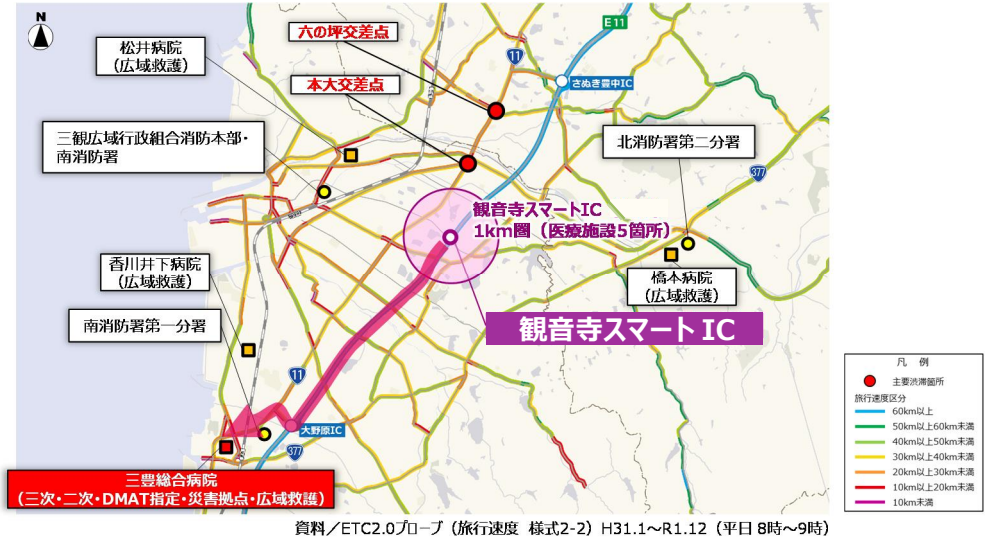 N
松井病院
(広域救護)
六の坪交差点
E11
11
さぬき豊中IC
本大交差点
三観広域行政組合消防本部・
南消防署
北消防署第二分署
377
観音寺スマートIC
1km圏（医療施設5箇所）
香川井下病院
(広域救護)
橋本病院
(広域救護)
南消防署第一分署
観音寺スマート IC
11
大野原IC
377
三豊総合病院
(三次・二次・DMAT指定・災害拠点・広域救護)
凡 例
主要渋滞箇所
旅行速度区分
60km以上
50km以上60km未満
40km以上50km未満
30km以上40km未満
20km以上30km未満
10km以上20km未満
10km未満
資料／ETC2.0プローブ（旅行速度 様式2-2）H31.1～R1.12（平日 8時～9時）